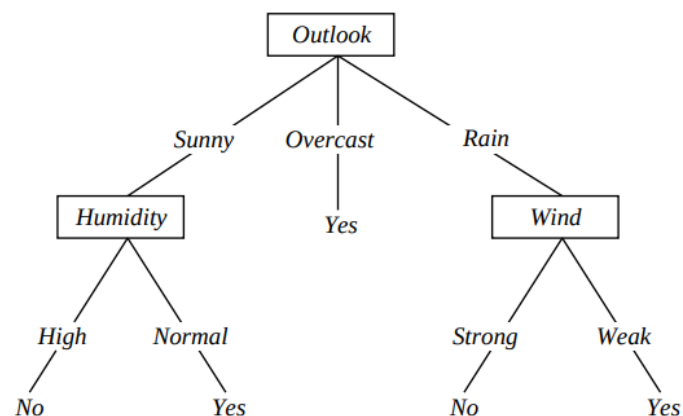 Outlook
Sunny Overcast Rain
Humidity Yes Wind
High Normal Strong Weak
No Yes No Yes